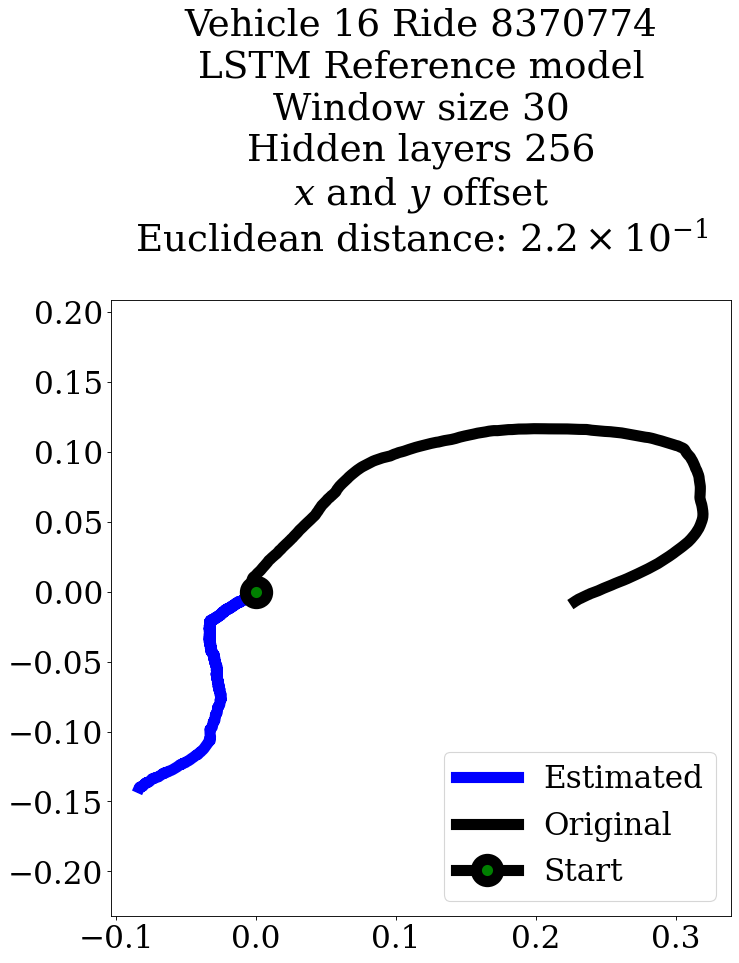 Vehicle 16 Ride 8370774
LSTM Reference model
Window size 30
Hidden layers 256
x and y offset
Euclidean distance: 2.2 × 10⁻¹
0.20
0.15
0.10
0.05
0.00
−0.05
−0.10
−0.15
−0.20
Estimated
Original
Start
−0.1 0.0 0.1 0.2 0.3